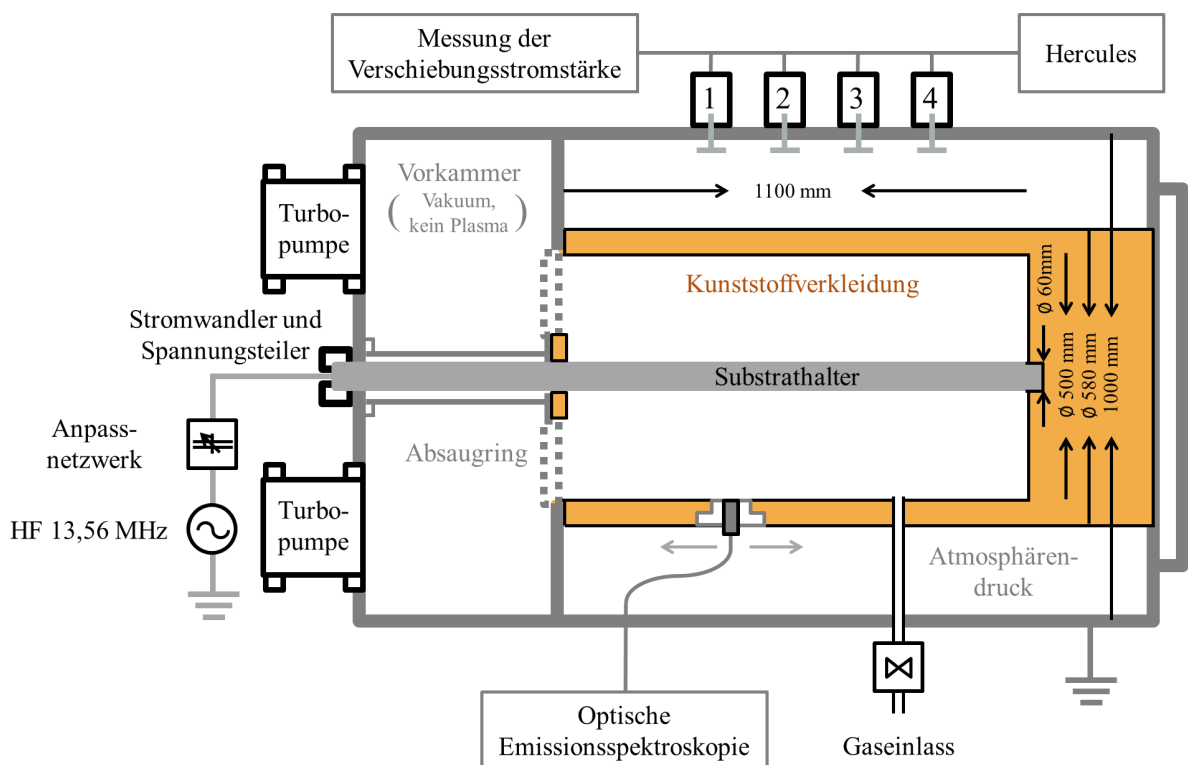 Messung der
Verschiebungsstromstärke
Hercules
1
2
3
4
Vorkammer
( Vakuum,
kein Plasma )
1100 mm
Turbo-
pumpe
Kunststoffverkleidung
ø 60mm
Stromwandler und
Spannungsteiler
Substrathalter
ø 500 mm
ø 580 mm
1000 mm
Anpass-
netzwerk
Absaugring
HF 13,56 MHz
Turbo-
pumpe
Atmosphären-
druck
Optische
Emissionsspektroskopie
Gaseinlass